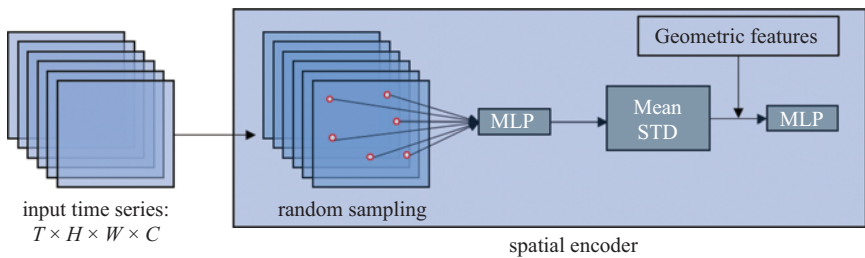 Geometric features
MLP
Mean
STD
MLP
input time series:
T × H × W × C
random sampling
spatial encoder